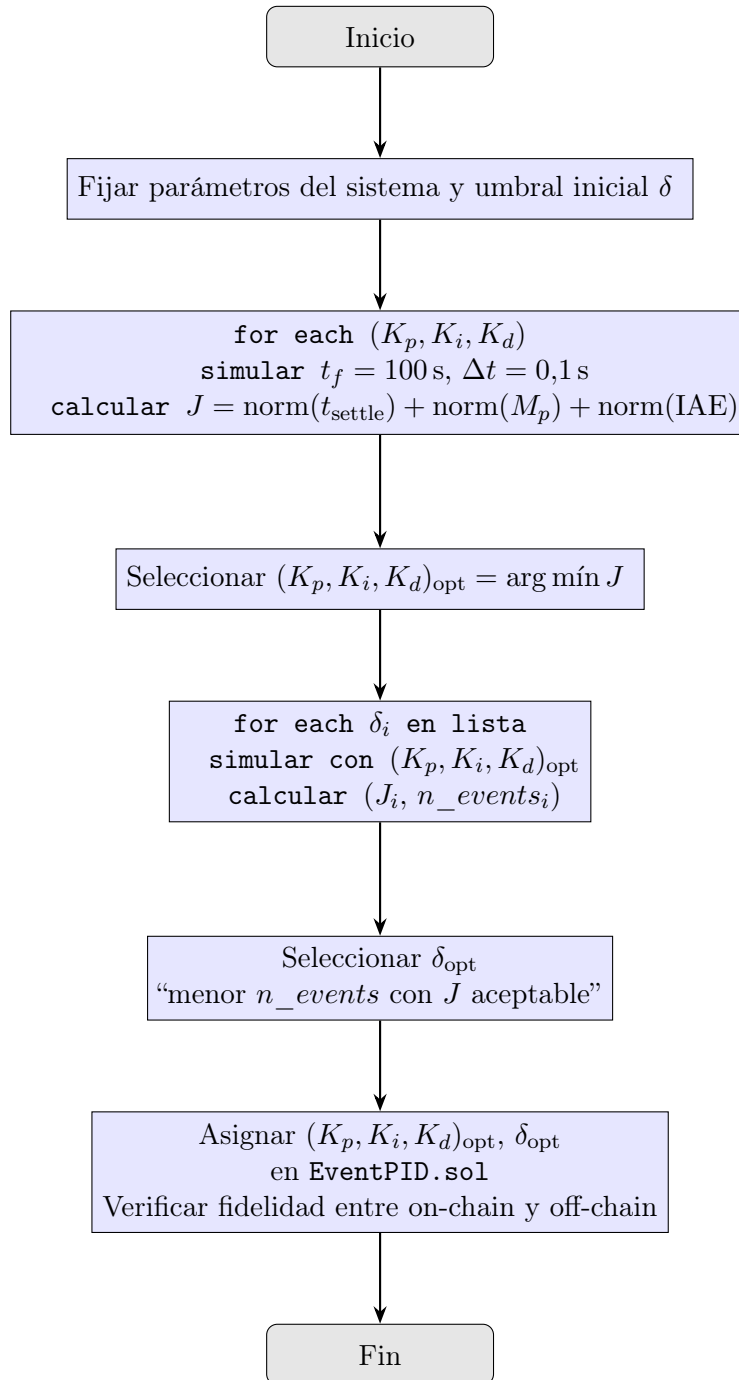 Inicio
Fijar parámetros del sistema y umbral inicial δ
for each (K_p, K_i, K_d)
simular t_f = 100 s, Δt = 0,1 s
calcular J = norm(t_settle) + norm(M_p) + norm(IAE)
Seleccionar (K_p, K_i, K_d)_opt = arg mín J
for each δ_i en lista
simular con (K_p, K_i, K_d)_opt
calcular (J_i, n_events_i)
Seleccionar δ_opt
“menor n_events con J aceptable”
Asignar (K_p, K_i, K_d)_opt, δ_opt
en EventPID.sol
Verificar fidelidad entre on-chain y off-chain
Fin